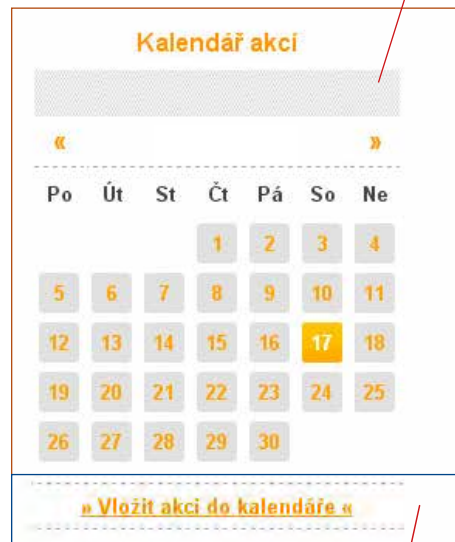 Kalendář akcí
« »
Po Út St Čt Pá So Ne
1 2 3 4
5 6 7 8 9 10 11
12 13 14 15 16 17 18
19 20 21 22 23 24 25
26 27 28 29 30
» Vložit akci do kalendáře «